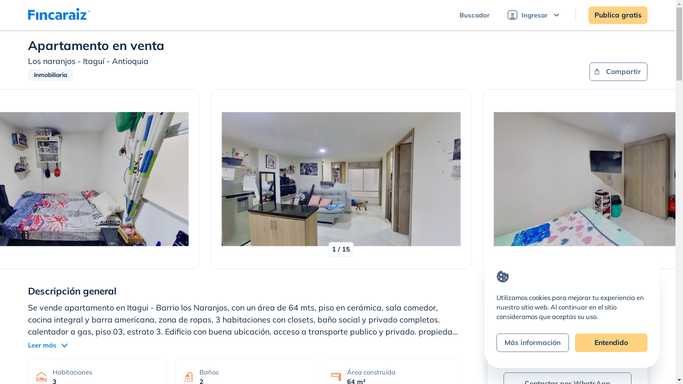 Fincaraiz
Buscador
Ingresar
Publica gratis
Apartamento en venta
Los naranjos - Itaguí - Antioquia
Inmobiliaria
Compartir
1 / 15
Descripción general
Se vende apartamento en Itagui - Barrio los Naranjos, con un área de 64 mts, piso en cerámica, sala comedor,
cocina integral y barra americana, zona de ropas, 3 habitaciones con closets, baño social y privado completas,
calentador a gas, piso 03, estrato 3. Edificio con buena ubicación, acceso a transporte publico y privado. propieda...
Leer más
Habitaciones
3
Baños
2
Área construida
64 m²
Utilizamos cookies para mejorar tu experiencia en
nuestro sitio web. Al continuar en el sitio
consideramos que aceptas su uso.
Más información
Entendido
Contactar por WhatsApp